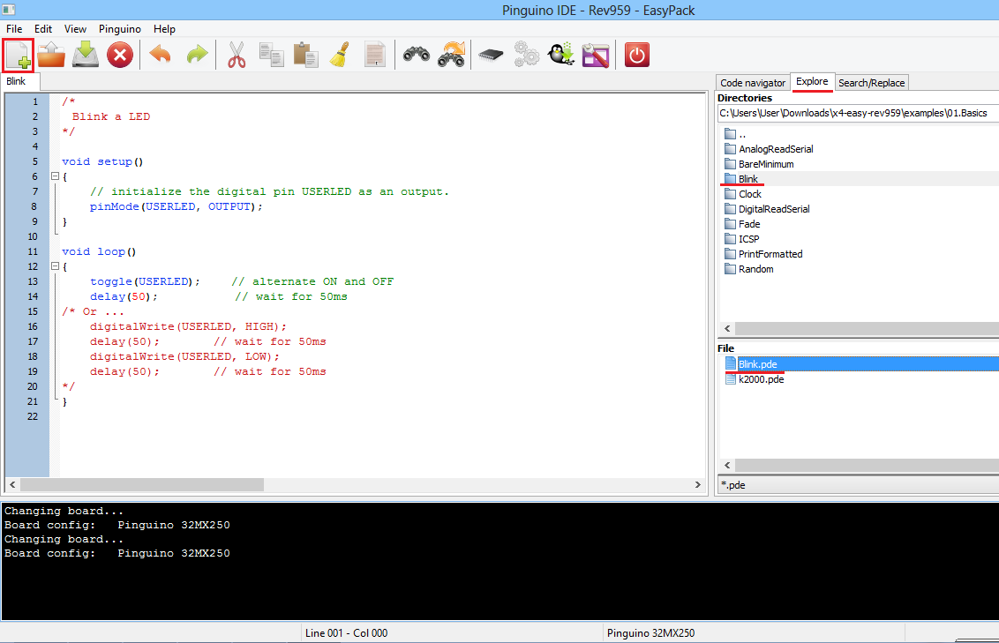 Pinguino IDE - Rev959 - EasyPack
File Edit View Pinguino Help
Blink
1 /*
2 Blink a LED
3 */
4
5 void setup()
6 {
7 // initialize the digital pin USERLED as an output.
8 pinMode(USERLED, OUTPUT);
9 }
10
11 void loop()
12 {
13 toggle(USERLED); // alternate ON and OFF
14 delay(50); // wait for 50ms
15 /* Or ...
16 digitalWrite(USERLED, HIGH);
17 delay(50); // wait for 50ms
18 digitalWrite(USERLED, LOW);
19 delay(50); // wait for 50ms
20 */
21 }
22
Code navigator Explore Search/Replace
Directories
C:\Users\User\Downloads\x4-easy-rev959\examples\01.Basics
..
AnalogReadSerial
BareMinimum
Blink
Clock
DigitalReadSerial
Fade
ICSP
PrintFormatted
Random
File
Blink.pde
k2000.pde
*.pde
Changing board...
Board config: Pinguino 32MX250
Changing board...
Board config: Pinguino 32MX250
Line 001 - Col 000 Pinguino 32MX250